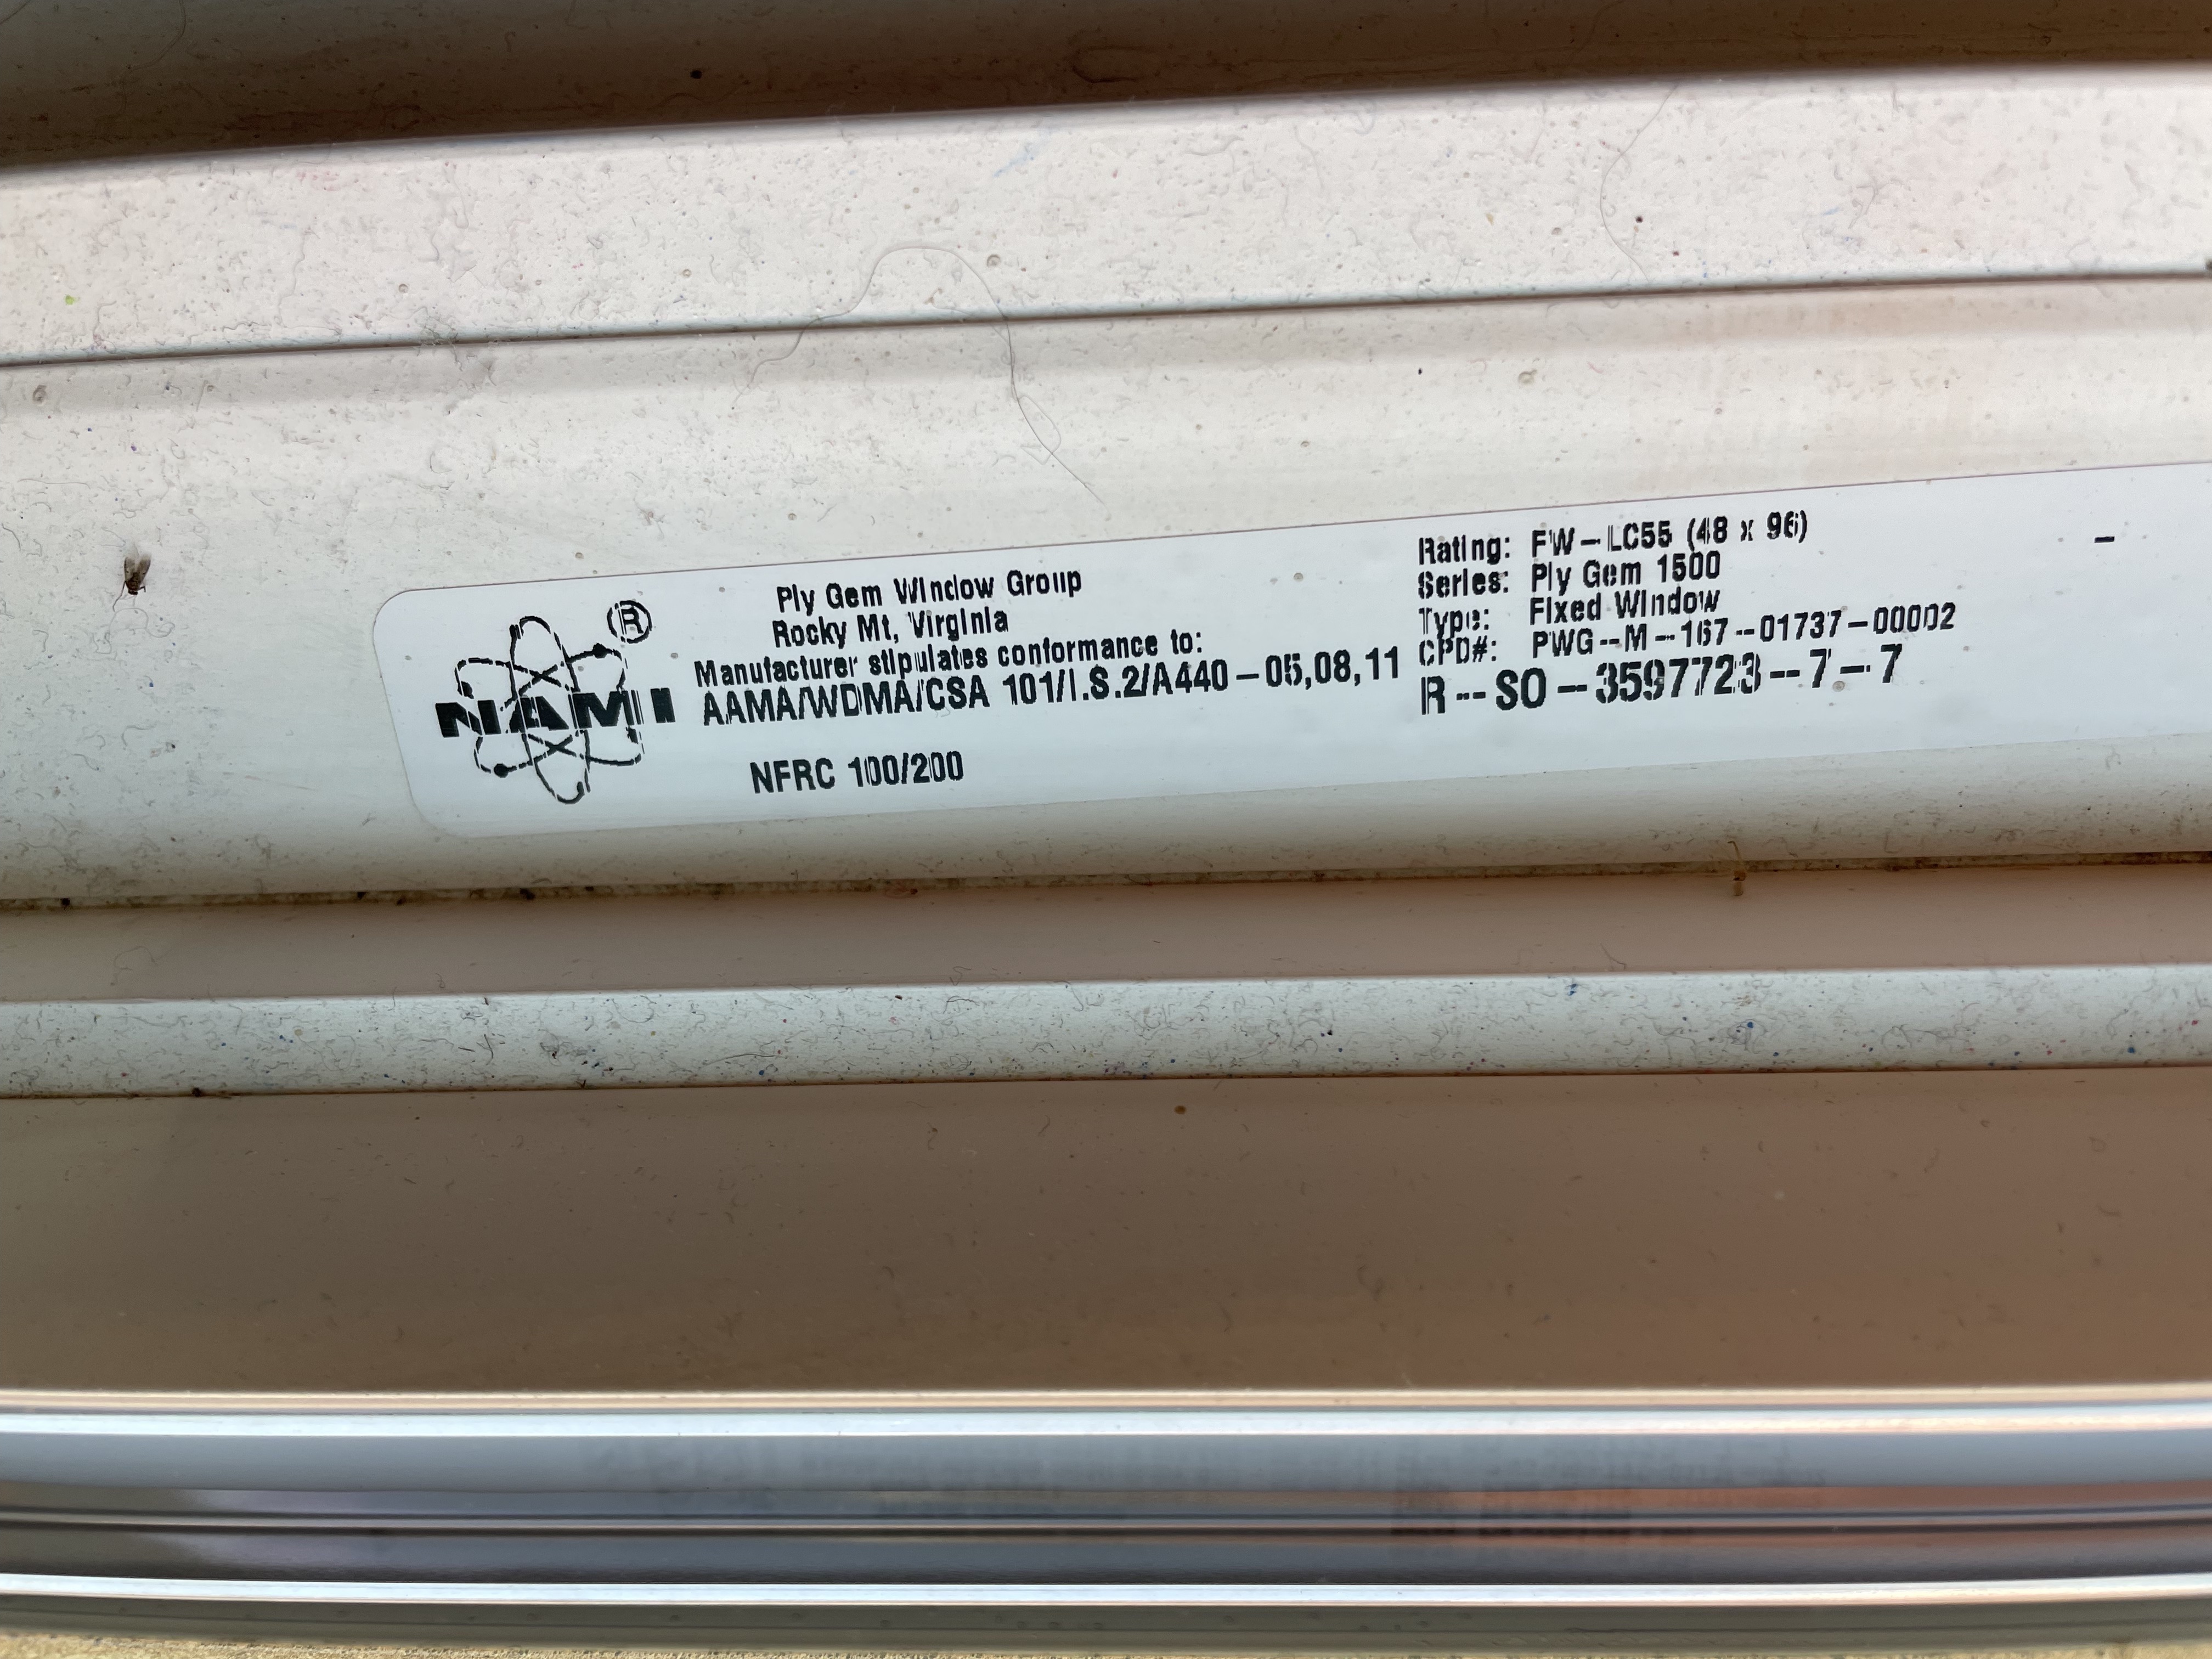 NAMI ®
Ply Gem Window Group
Rocky Mt, Virginia
Manufacturer stipulates conformance to:
AAMA/WDMA/CSA 101/I.S.2/A440-05,08,11
NFRC 100/200
Rating: FW-LC55 (48 x 96)
Series: Ply Gem 1500
Type: Fixed Window
CPD#: PWG-M-167-01737-00002
R-SO-3597723-7-7
-